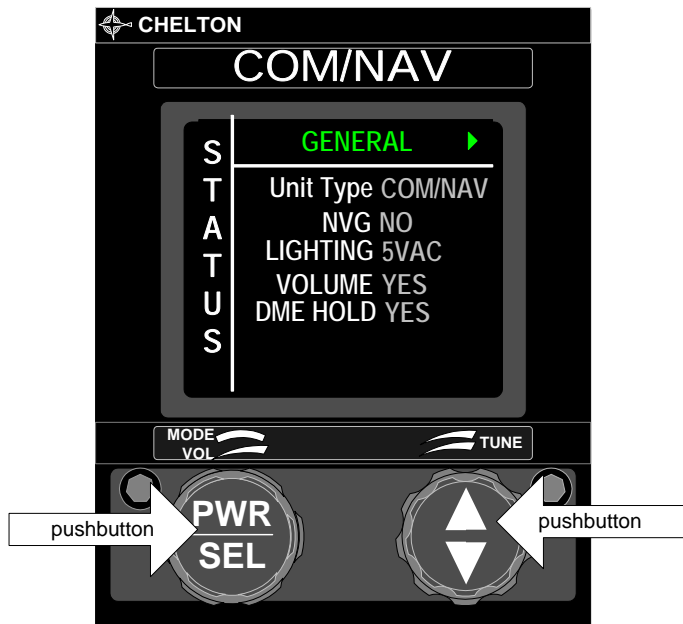 CHELTON
COM/NAV
STATUS
GENERAL
Unit Type COM/NAV
NVG NO
LIGHTING 5VAC
VOLUME YES
DME HOLD YES
MODE
VOL
TUNE
pushbutton
PWR
SEL
pushbutton